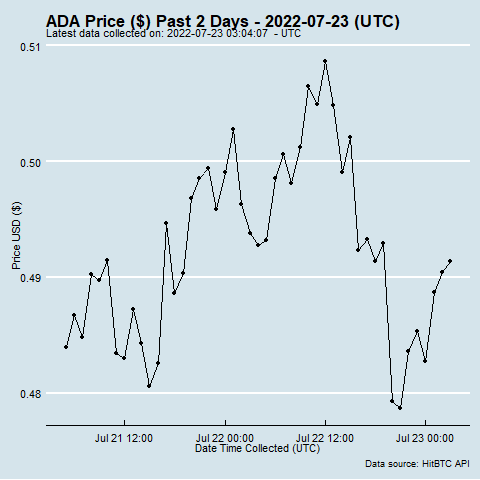 ADA Price ($) Past 2 Days - 2022-07-23 (UTC)
Latest data collected on: 2022-07-23 03:04:07 - UTC
0.51
0.50
0.49
0.48
Price USD ($)
Jul 21 12:00 Jul 22 00:00 Jul 22 12:00 Jul 23 00:00
Date Time Collected (UTC)
Data source: HitBTC API